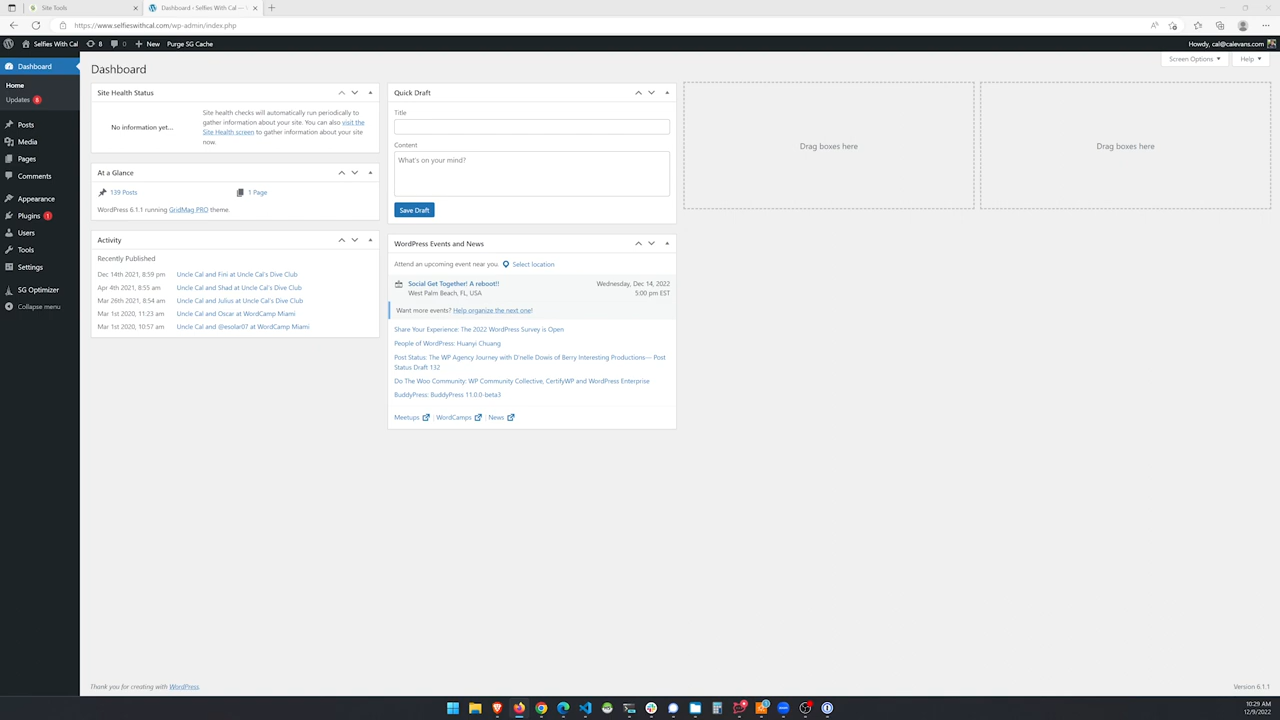 Site Tools
Dashboard ‹ Selfies With Cal — 
https://www.selfieswithcal.com/wp-admin/index.php
Selfies With Cal
8
0
New
Purge SG Cache
Howdy, cal@calevans.com
Dashboard
Home
Updates 8
Posts
Media
Pages
Comments
Appearance
Plugins 1
Users
Tools
Settings
SG Optimizer
Collapse menu
Dashboard
Screen Options
Help
Site Health Status
No information yet...
Site health checks will automatically run periodically to
gather information about your site. You can also visit the
Site Health screen to gather information about your site
now.
At a Glance
139 Posts
1 Page
WordPress 6.1.1 running GridMag PRO theme.
Activity
Recently Published
Dec 14th 2021, 8:59 pm Uncle Cal and Fini at Uncle Cal's Dive Club
Apr 4th 2021, 8:55 am Uncle Cal and Shad at Uncle Cal's Dive Club
Mar 26th 2021, 8:54 am Uncle Cal and Julius at Uncle Cal's Dive Club
Mar 1st 2020, 11:23 am Uncle Cal and Oscar at WordCamp Miami
Mar 1st 2020, 10:57 am Uncle Cal and @esolar07 at WordCamp Miami
Quick Draft
Title
Content
What's on your mind?
Save Draft
WordPress Events and News
Attend an upcoming event near you. Select location
Social Get Together! A reboot!! Wednesday, Dec 14, 2022
West Palm Beach, FL, USA 5:00 pm EST
Want more events? Help organize the next one!
Share Your Experience: The 2022 WordPress Survey is Open
People of WordPress: Huanyi Chuang
Post Status: The WP Agency Journey with D'nelle Dowis of Berry Interesting Productions— Post
Status Draft 132
Do The Woo Community: WP Community Collective, CertifyWP and WordPress Enterprise
BuddyPress: BuddyPress 11.0.0-beta3
Meetups | WordCamps | News
Drag boxes here
Drag boxes here
Thank you for creating with WordPress.
Version 6.1.1
10:29 AM
12/9/2022